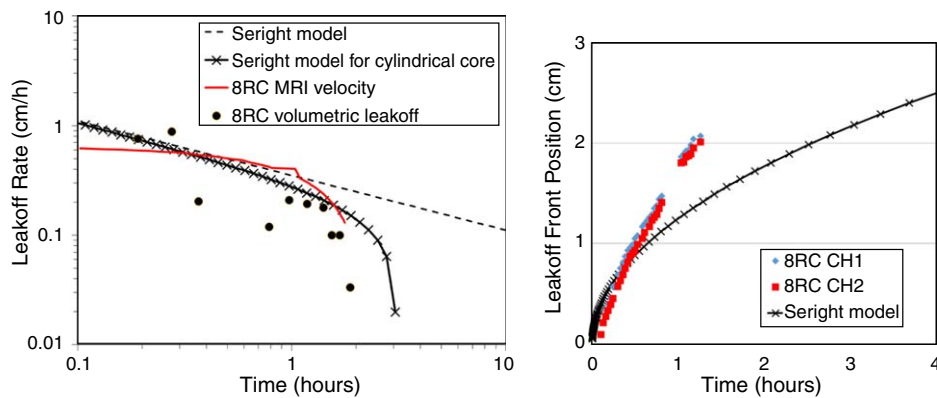 10
1
0.1
0.01
0.1
1
10
Leakoff Rate (cm/h)
Time (hours)
Seright model
Seright model for cylindrical core
8RC MRI velocity
8RC volumetric leakoff
3
2
1
0
0
1
2
3
4
Leakoff Front Position (cm)
Time (hours)
8RC CH1
8RC CH2
Seright model